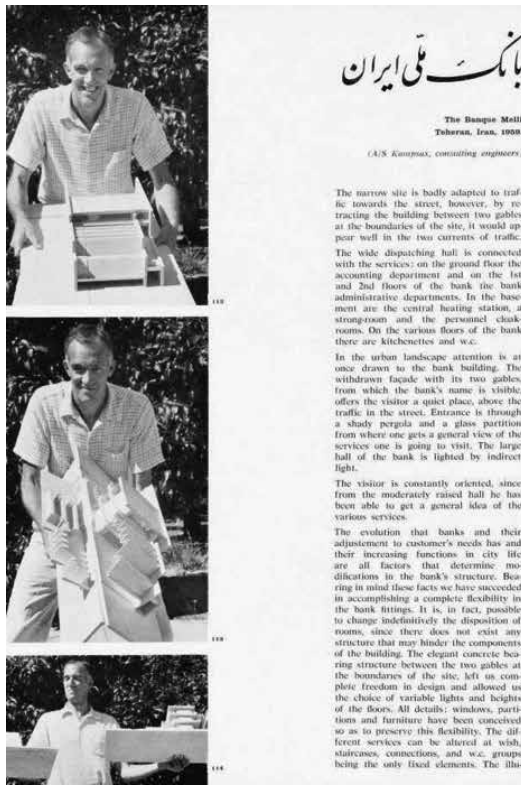 بانک ملّی ایران
The Banque Melli
Teheran, Iran, 1959
(A/S Kampsax, consulting engineers)
The narrow site is badly adapted to traf-
fic towards the street, however, by re-
tracting the building between two gables
at the boundaries of the site, it would ap-
pear well in the two currents of traffic.
The wide dispatching hall is connected
with the services: on the ground floor the
accounting department and on the 1st
and 2nd floors of the bank the bank
administrative departments. In the base-
ment are the central heating station, a
strong-room and the personnel cloak-
rooms. On the various floors of the bank
there are kitchenettes and w.c.
In the urban landscape attention is at
once drawn to the bank building. The
withdrawn façade with its two gables,
from which the bank's name is visible,
offers the visitor a quiet place, above the
traffic in the street. Entrance is through
a shady pergola and a glass partition
from where one gets a general view of the
services one is going to visit. The large
hall of the bank is lighted by indirect
light.
The visitor is constantly oriented, since
from the moderately raised hall he has
been able to get a general idea of the
various services.
The evolution that banks and their
adjustement to customer's needs has and
their increasing functions in city life
are all factors that determine mo-
difications in the bank's structure. Bea-
ring in mind these facts we have succeeded
in accomplishing a complete flexibility in
the bank fittings. It is, in fact, possible
to change indefinitively the disposition of
rooms, since there does not exist any
structure that may hinder the components
of the building. The elegant concrete bea-
ring structure between the two gables at
the boundaries of the site, left us com-
plete freedom in design and allowed us
the choice of variable lights and heights
of the floors. All details: windows, parti-
tions and furniture have been conceived
so as to preserve this flexibility. The dif-
ferent services can be altered at wish,
staircases, connections, and w.c. groups
being the only fixed elements. The illu-
112
113
114